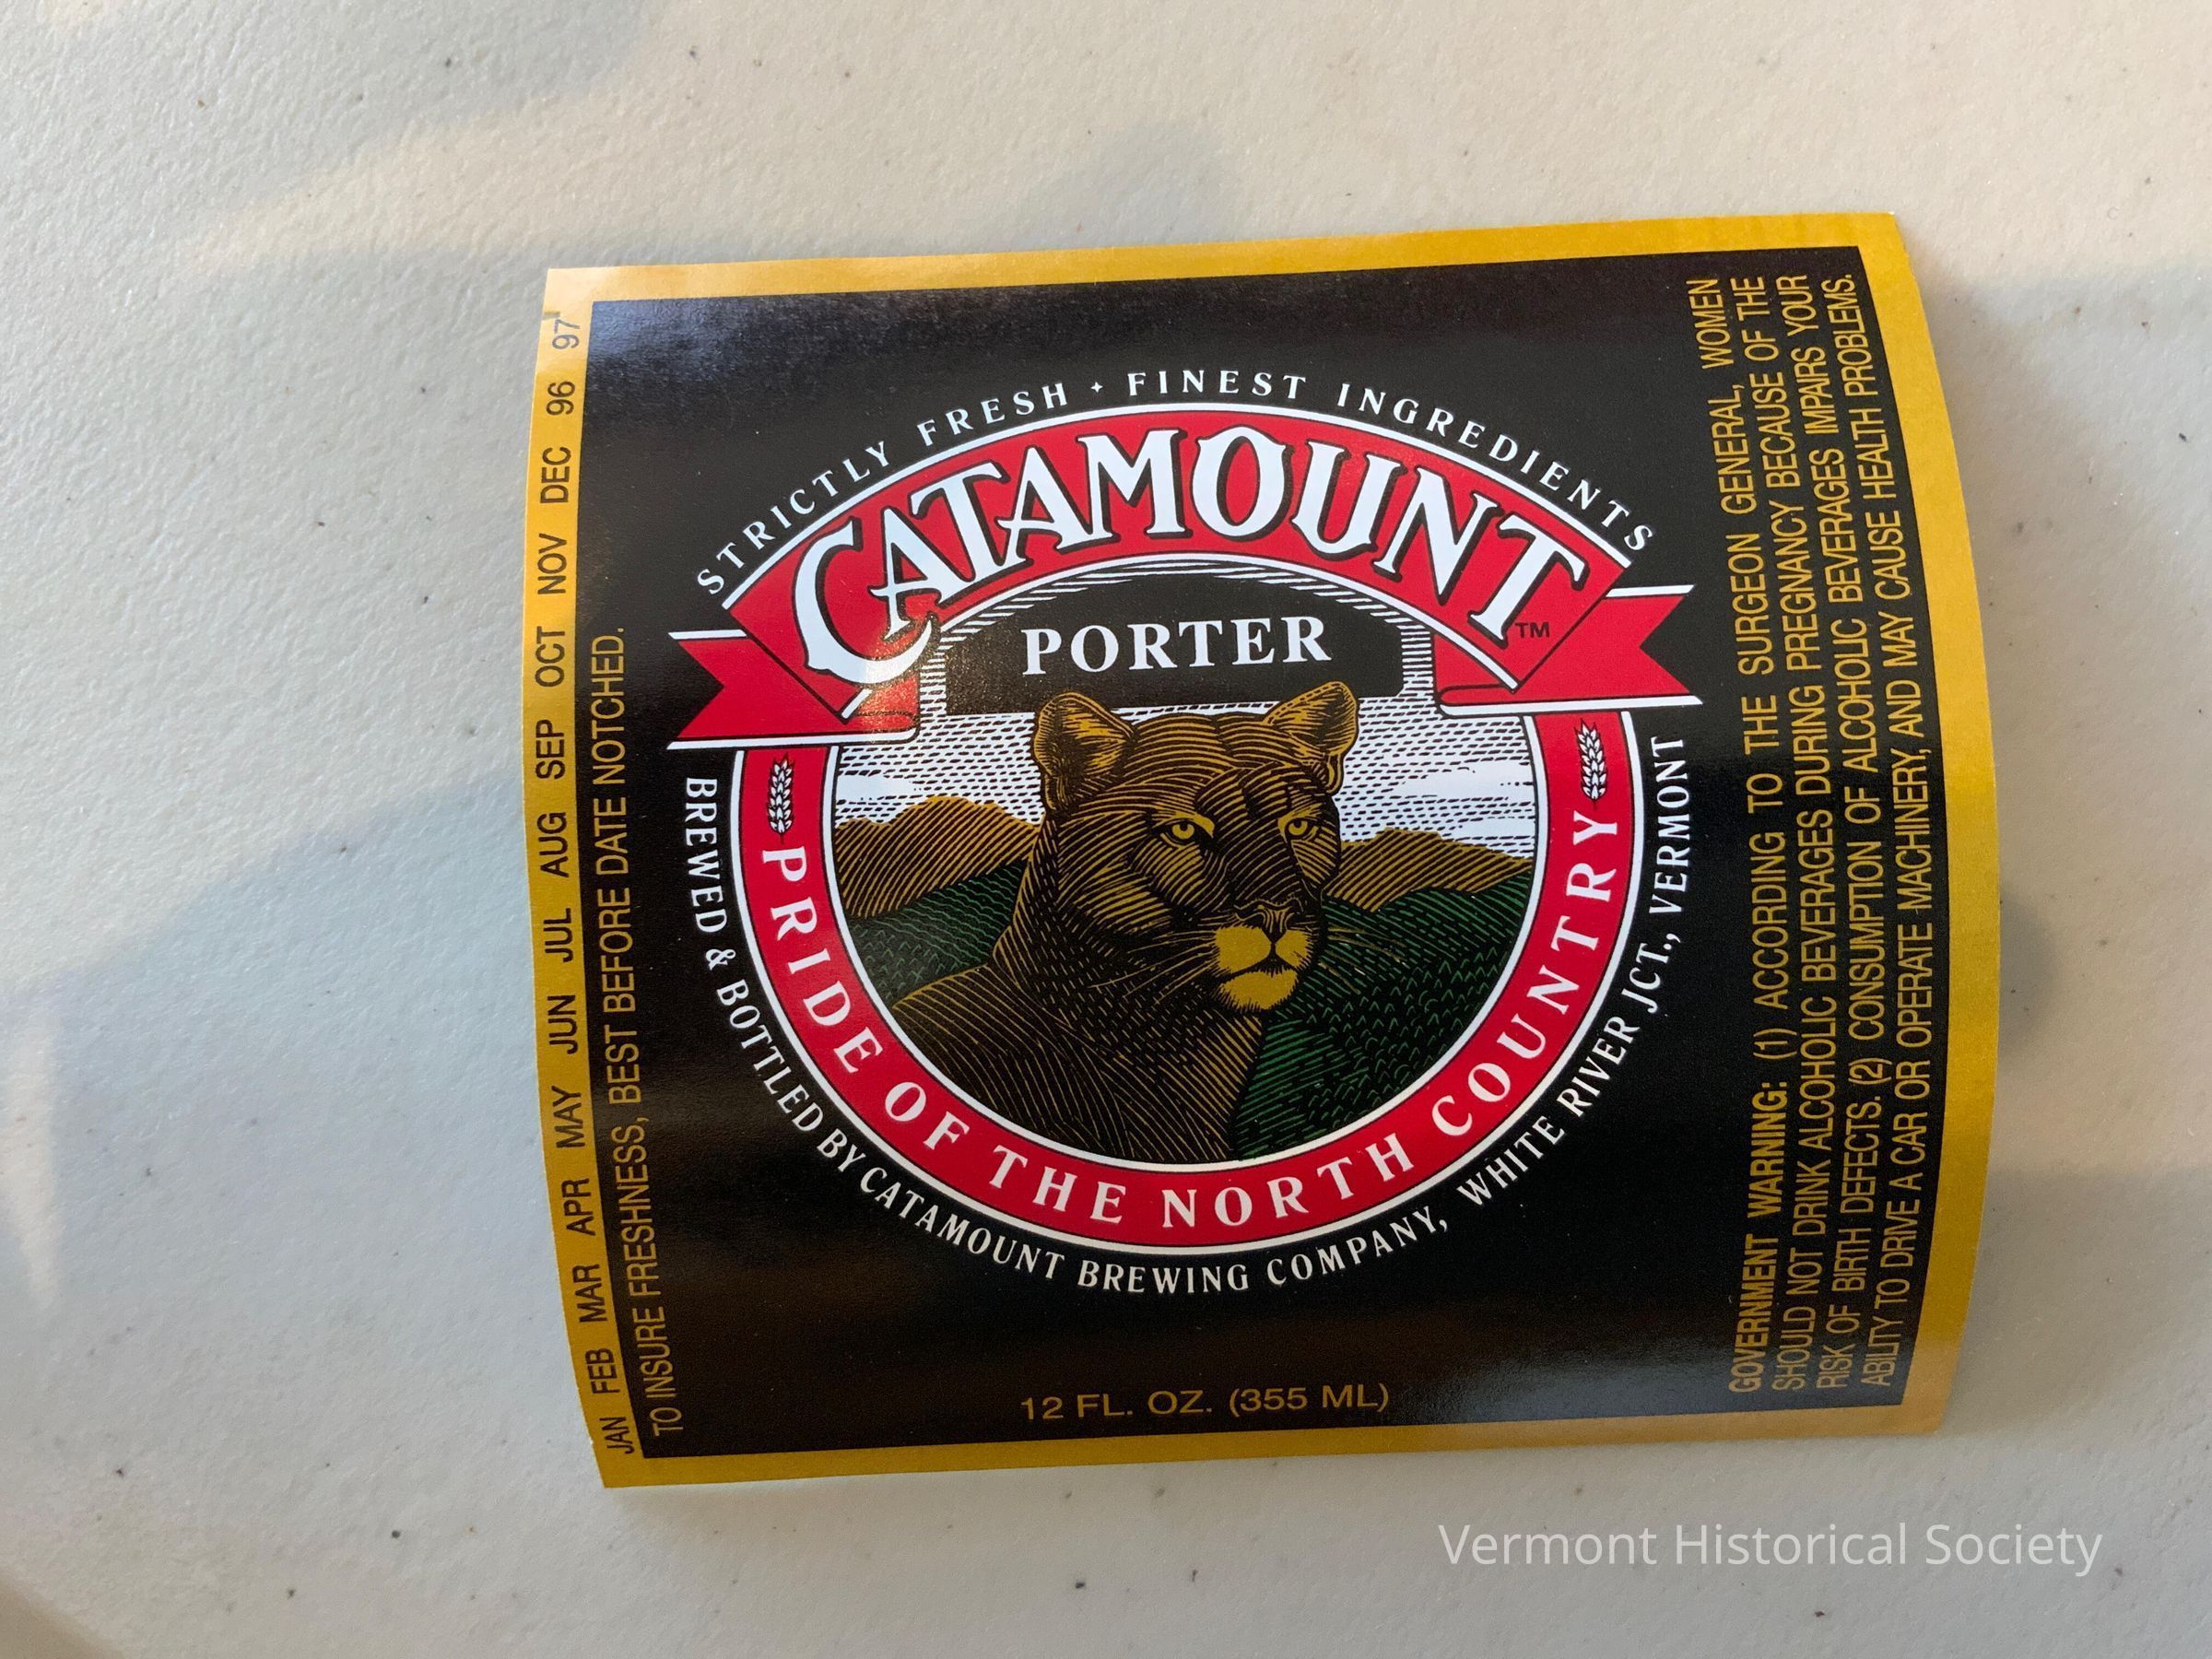 STRICTLY FRESH + FINEST INGREDIENTS
CATAMOUNT™
PORTER
PRIDE OF THE NORTH COUNTRY
BREWED & BOTTLED BY CATAMOUNT BREWING COMPANY, WHITE RIVER JCT., VERMONT
12 FL. OZ. (355 ML)
JAN FEB MAR APR MAY JUN JUL AUG SEP OCT NOV DEC 96 97
TO INSURE FRESHNESS, BEST BEFORE DATE NOTCHED.
GOVERNMENT WARNING: (1) ACCORDING TO THE SURGEON GENERAL, WOMEN
SHOULD NOT DRINK ALCOHOLIC BEVERAGES DURING PREGNANCY BECAUSE OF THE
RISK OF BIRTH DEFECTS. (2) CONSUMPTION OF ALCOHOLIC BEVERAGES IMPAIRS YOUR
ABILITY TO DRIVE A CAR OR OPERATE MACHINERY, AND MAY CAUSE HEALTH PROBLEMS.
Vermont Historical Society